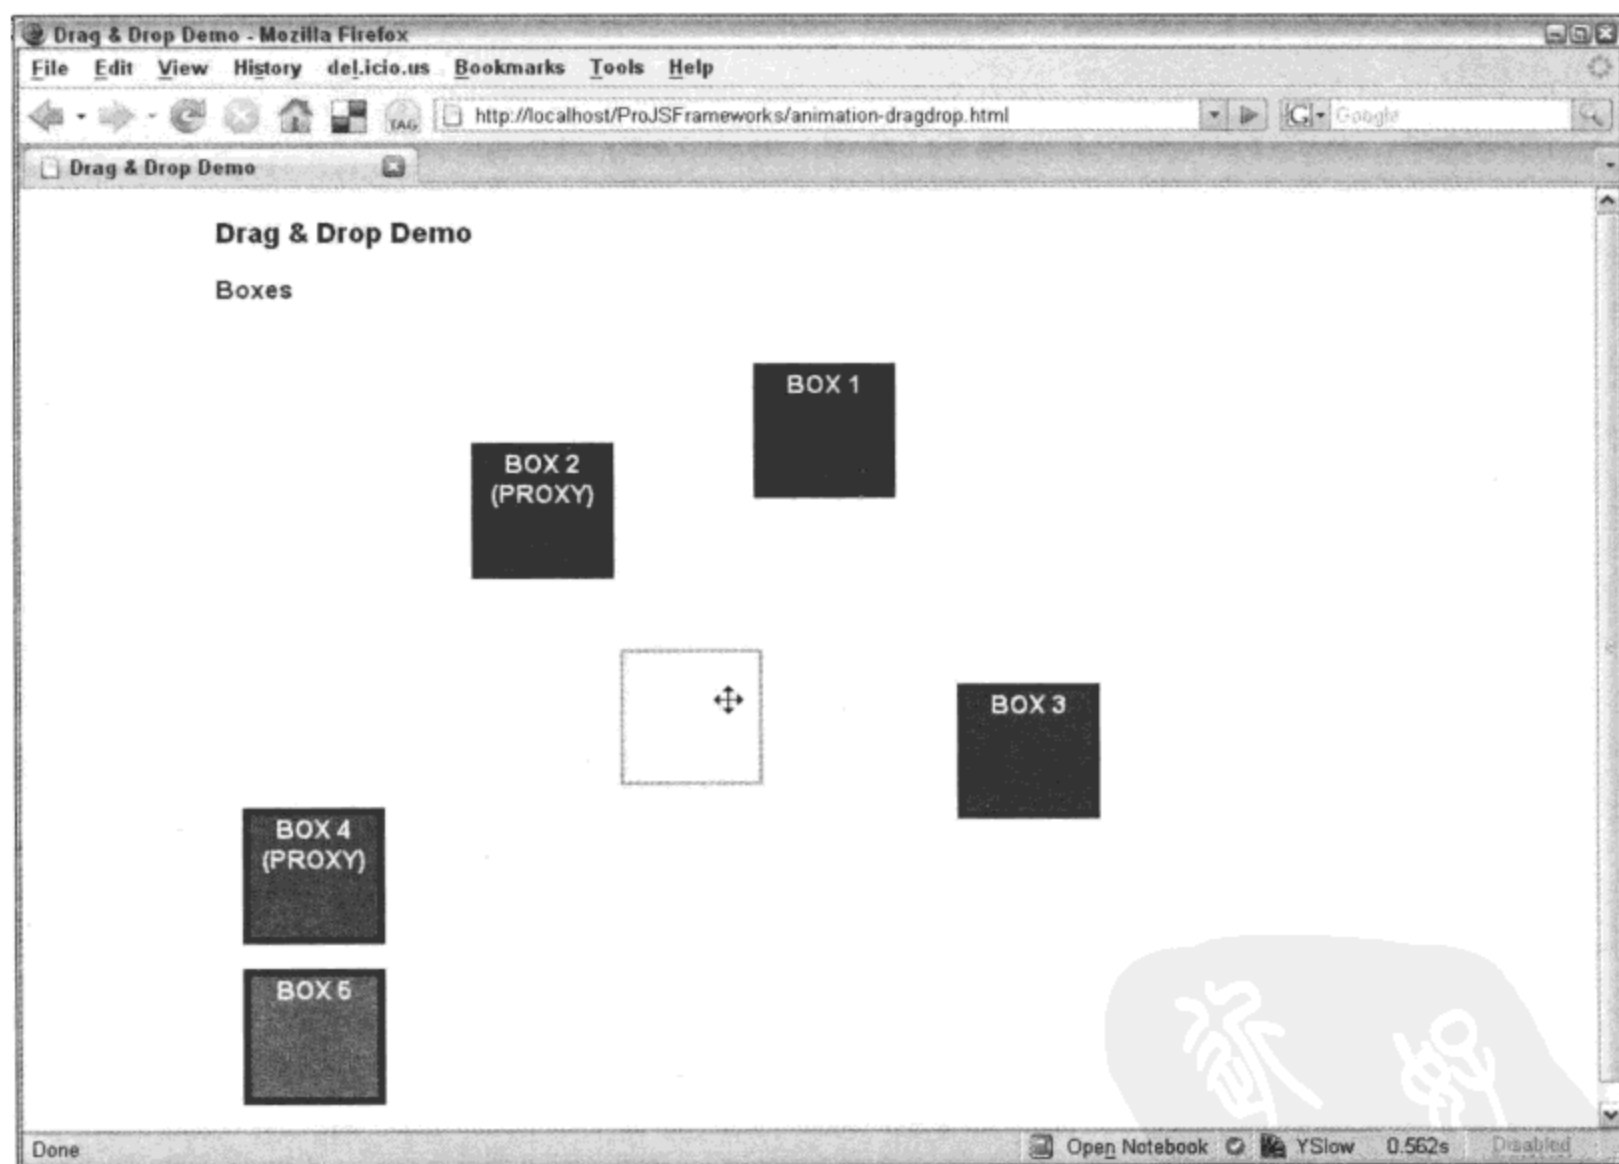 Drag & Drop Demo - Mozilla Firefox
File Edit View History del.icio.us Bookmarks Tools Help
TAG http://localhost/ProJSFrameworks/animation-dragdrop.html G Google
Drag & Drop Demo
Drag & Drop Demo
Boxes
BOX 1
BOX 2
(PROXY)
BOX 3
BOX 4
(PROXY)
BOX 5
Done Open Notebook YSlow 0.562s Disabled